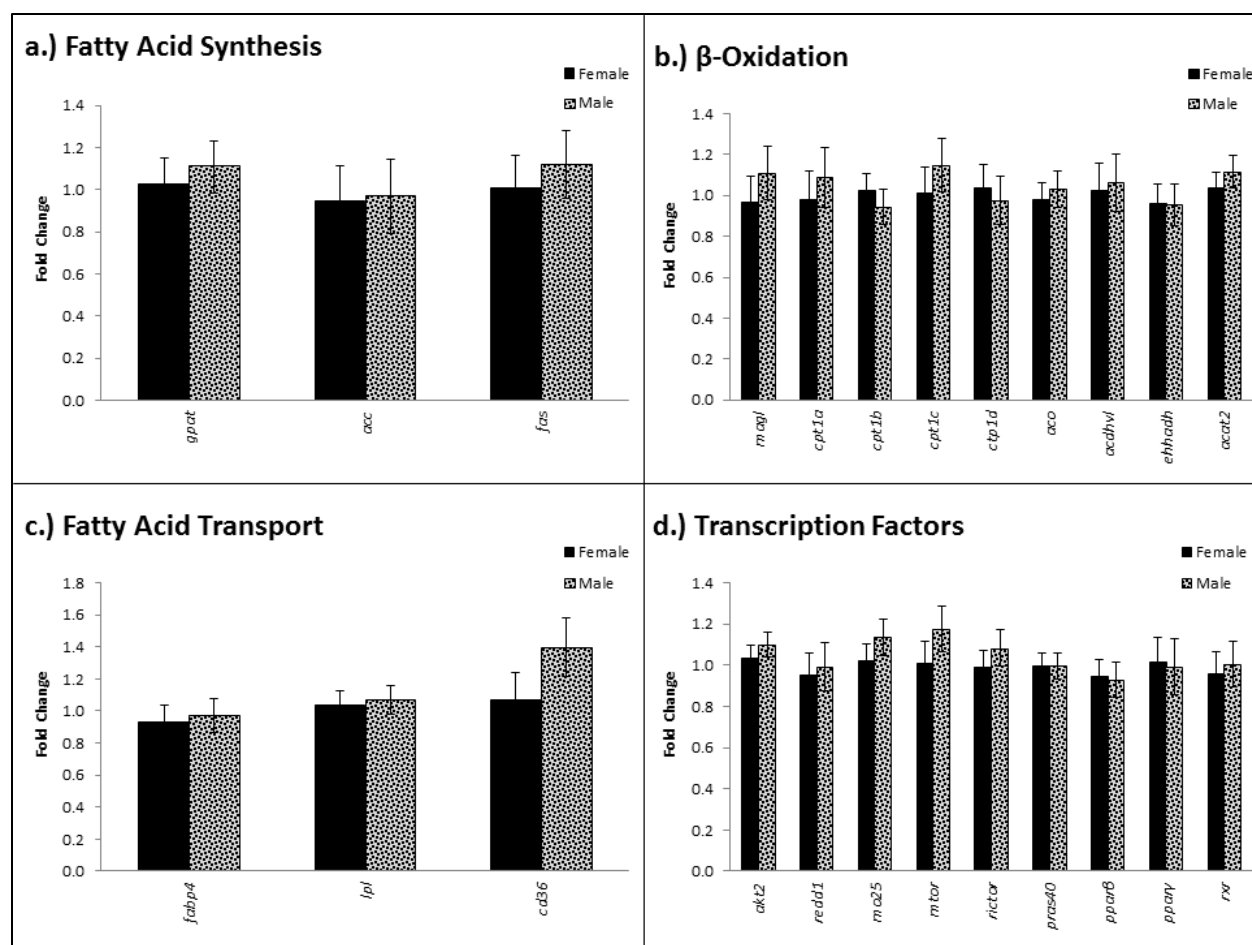 a.) Fatty Acid Synthesis
Female
Male
1.4
1.2
1.0
0.8
0.6
0.4
0.2
0.0
Fold Change
gpat
acc
fas
b.) β-Oxidation
Female
Male
1.4
1.2
1.0
0.8
0.6
0.4
0.2
0.0
Fold Change
magl
cpt1a
cpt1b
cpt1c
ctp1d
aco
acdhvl
ehhadh
acat2
c.) Fatty Acid Transport
Female
Male
1.8
1.6
1.4
1.2
1.0
0.8
0.6
0.4
0.2
0.0
Fold Change
fabp4
lpl
cd36
d.) Transcription Factors
Female
Male
1.4
1.2
1.0
0.8
0.6
0.4
0.2
0.0
Fold Change
akt2
redd1
mo25
mtor
rictor
pras40
pparβ
pparγ
rxr